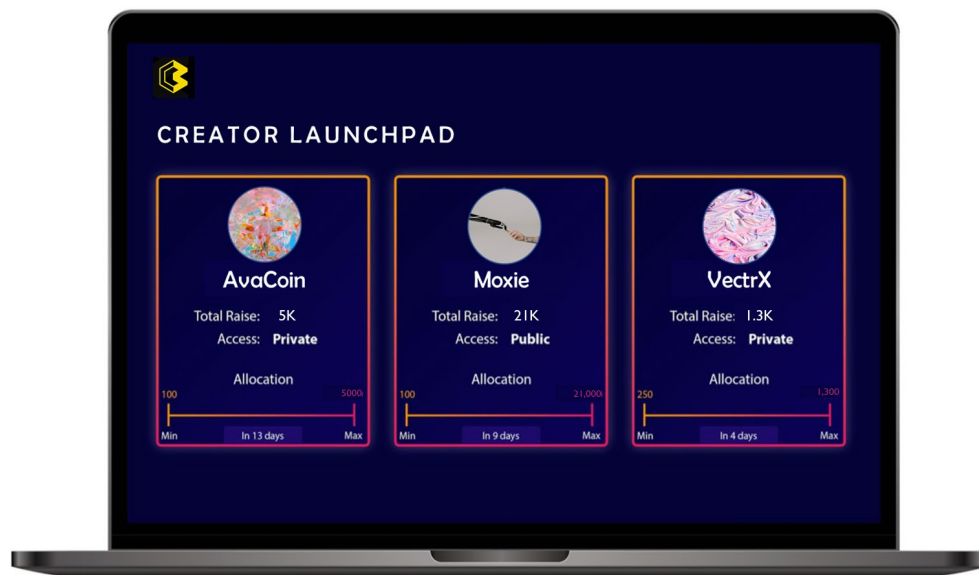 CREATOR LAUNCHPAD
AvaCoin
Total Raise: 5K
Access: Private
Allocation
100 5000
Min In 13 days Max
Moxie
Total Raise: 21K
Access: Public
Allocation
100 21,000
Min In 9 days Max
VectrX
Total Raise: 1.3K
Access: Private
Allocation
250 1,300
Min In 4 days Max